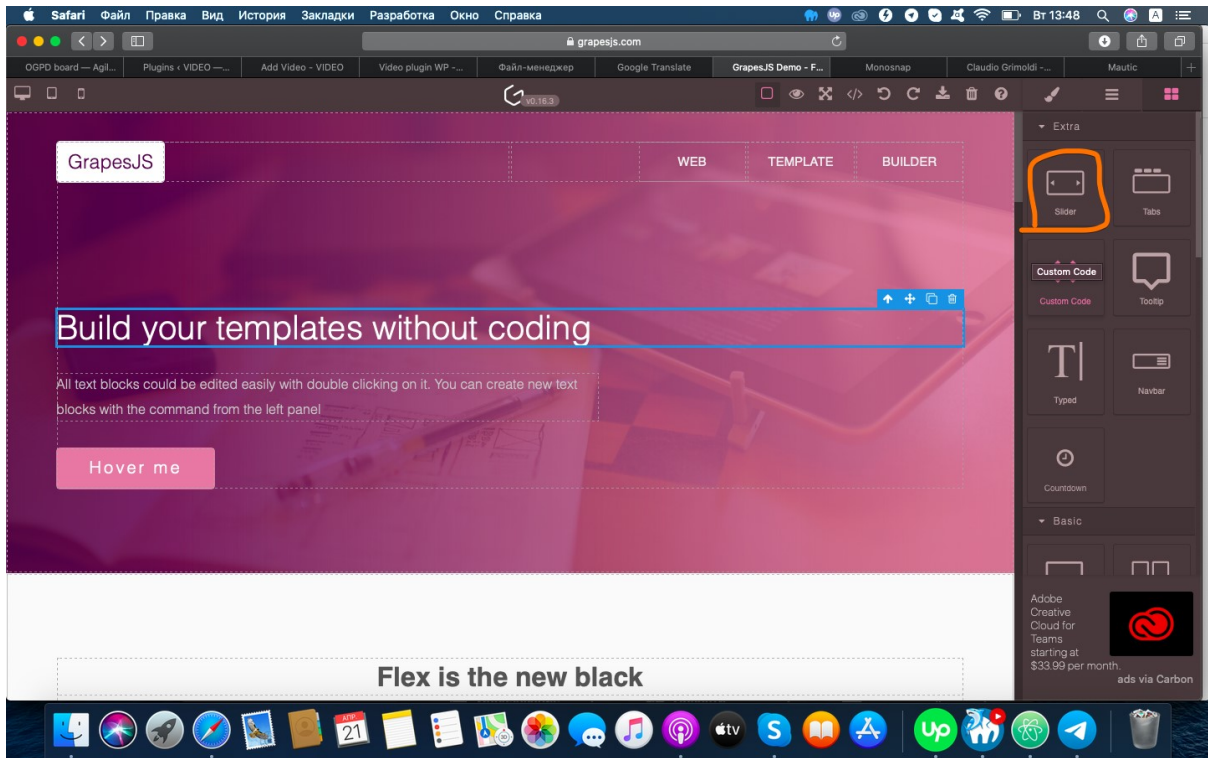 Safari Файл Правка Вид История Закладки Разработка Окно Справка
Вт 13:48
A
grapesjs.com
OGPD board — Agil...
Plugins ‹ VIDEO —...
Add Video - VIDEO
Video plugin WP -...
Файл-менеджер
Google Translate
GrapesJS Demo - F...
Monosnap
Claudio Grimoldi -...
Mautic
v0.16.3
GrapesJS
WEB
TEMPLATE
BUILDER
Build your templates without coding
All text blocks could be edited easily with double clicking on it. You can create new text
blocks with the command from the left panel
Hover me
Flex is the new black
Extra
Slider
Tabs
Custom Code
Custom Code
Tooltip
Typed
Navbar
Countdown
Basic
Adobe
Creative
Cloud for
Teams
starting at
$33.99 per month.
ads via Carbon
АПР
21
tv
Up